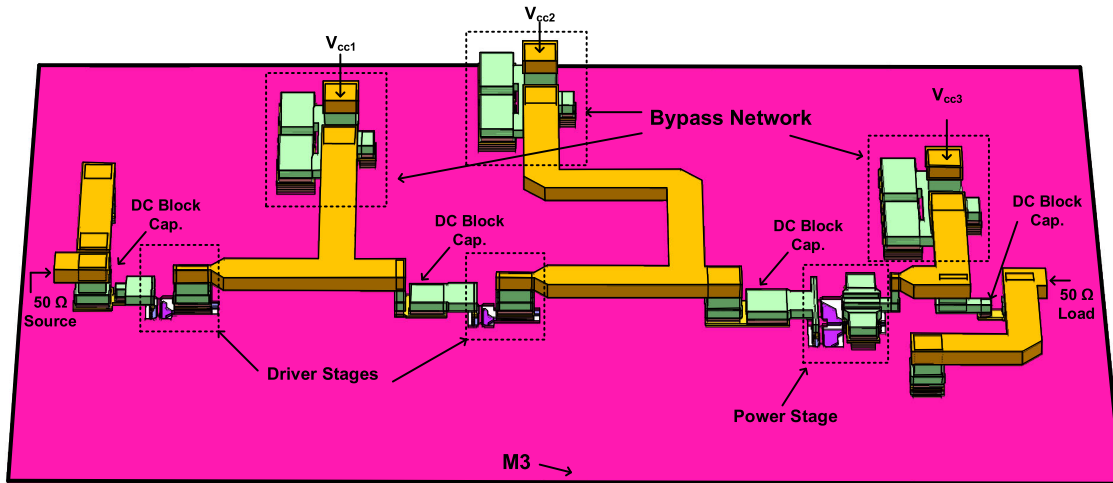 Vcc1
Vcc2
Vcc3
Bypass Network
DC Block
Cap.
50 Ω
Source
DC Block
Cap.
DC Block
Cap.
DC Block
Cap.
50 Ω
Load
Driver Stages
Power Stage
M3